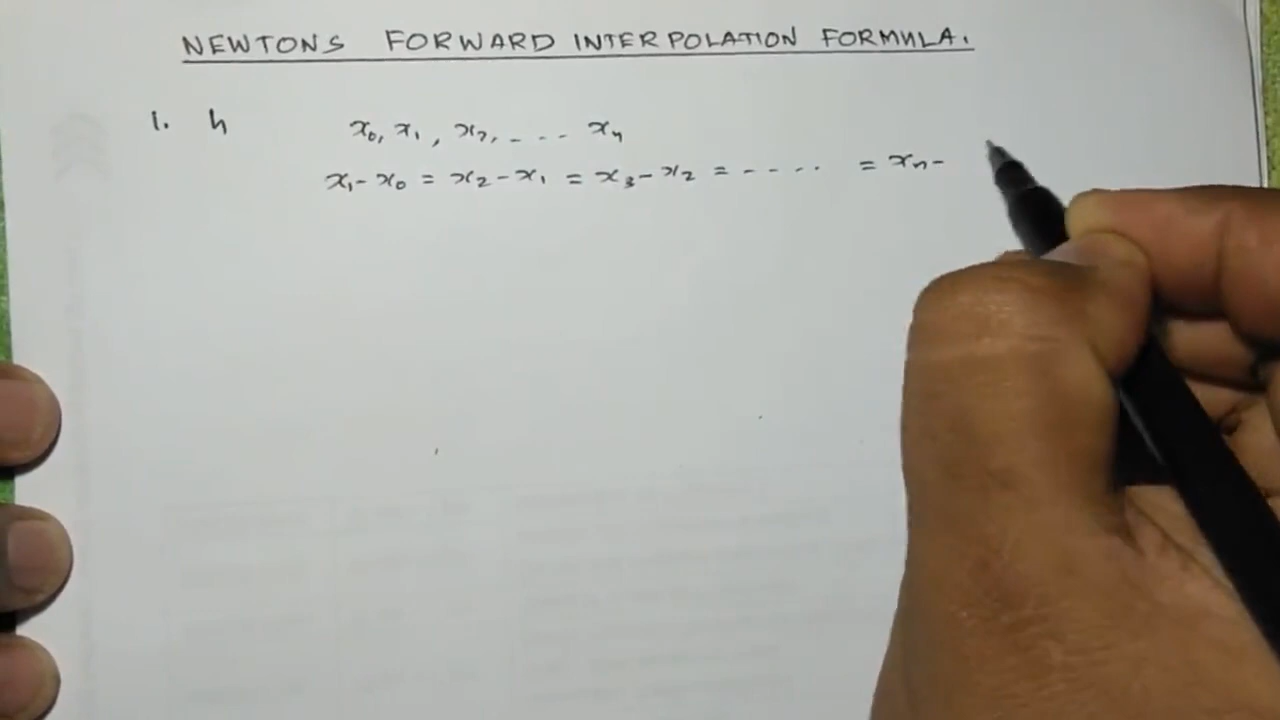 NEWTONS FORWARD INTERPOLATION FORMULA.
1. h x₀, x₁, x₂, - - - - xₙ
x₁ - x₀ = x₂ - x₁ = x₃ - x₂ = - - - - = xₙ -